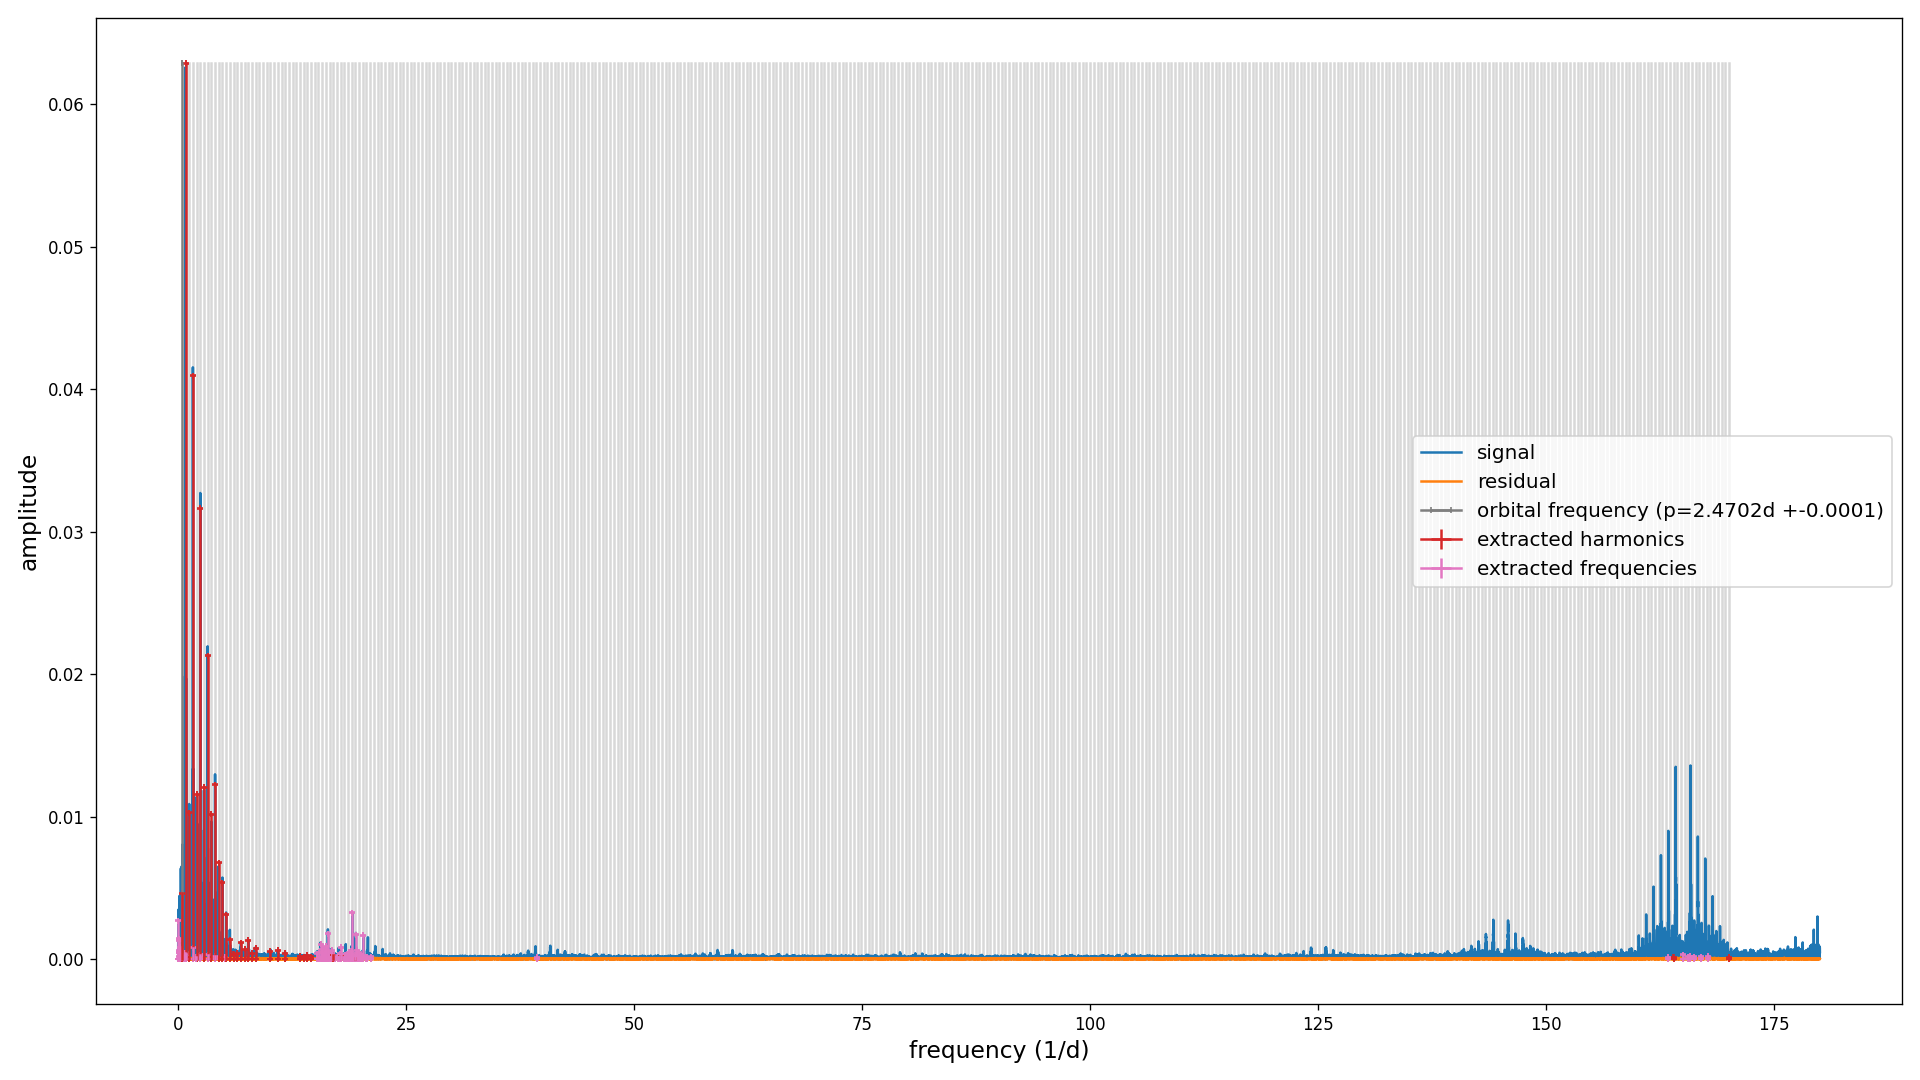 amplitude
0.06
0.05
0.04
0.03
0.02
0.01
0.00
signal
residual
orbital frequency (p=2.4702d +-0.0001)
extracted harmonics
extracted frequencies
0 25 50 75 100 125 150 175
frequency (1/d)